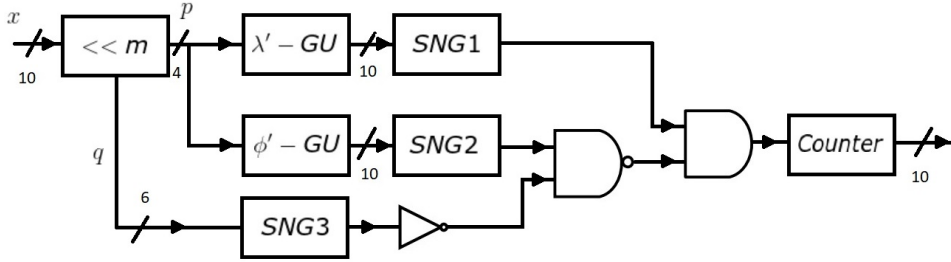 x
p
<< m
λ′ − GU
SNG1
10
4
10
ϕ′ − GU
SNG2
Counter
q
10
10
6
SNG3